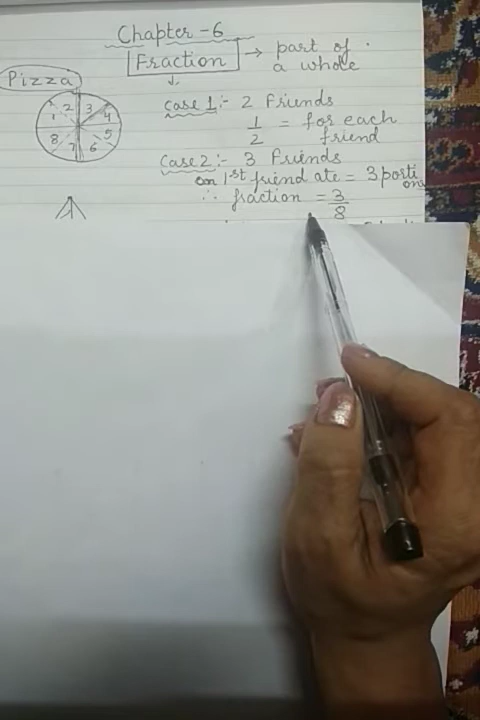 Chapter-6
Fraction → part of a whole
Pizza
1 2 3 4 5 6 7 8
Case 1:- 2 Friends
1/2 = for each friend
Case 2:- 3 Friends
1st friend ate = 3 portions
∴ fraction = 3/8